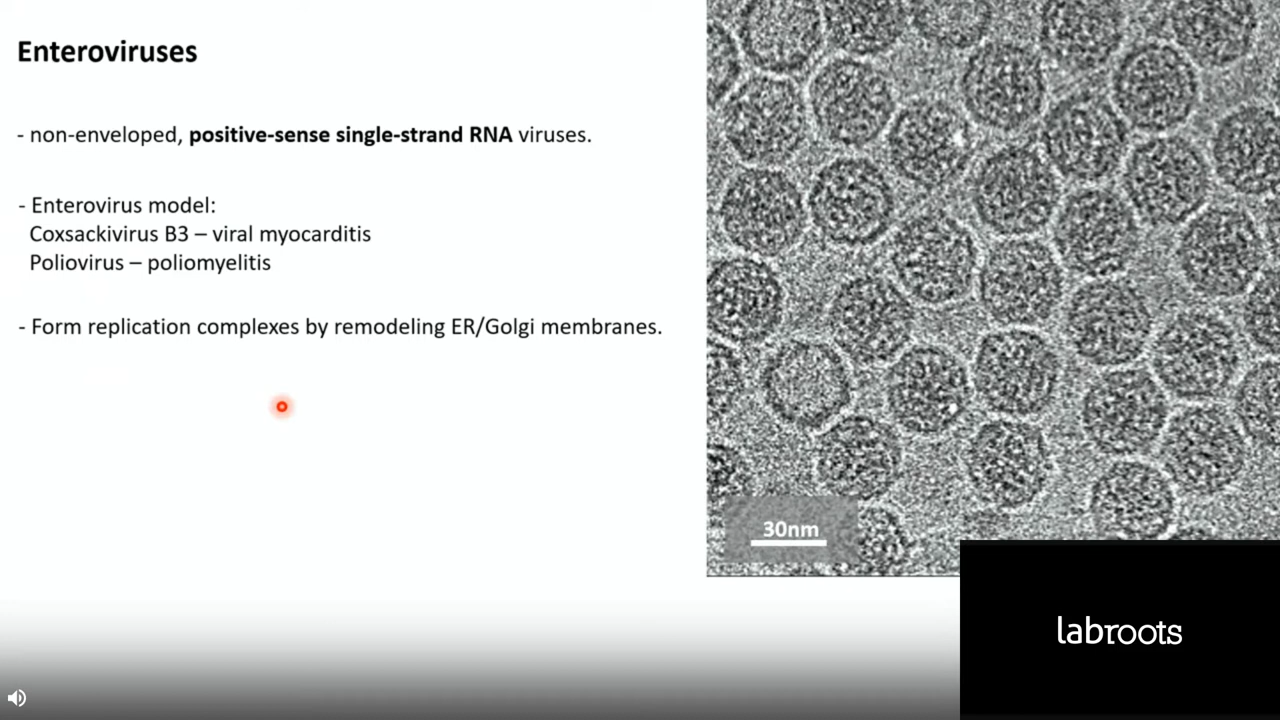 Enteroviruses
- non-enveloped, positive-sense single-strand RNA viruses.
- Enterovirus model:
Coxsackivirus B3 – viral myocarditis
Poliovirus – poliomyelitis
- Form replication complexes by remodeling ER/Golgi membranes.
30nm
labroots